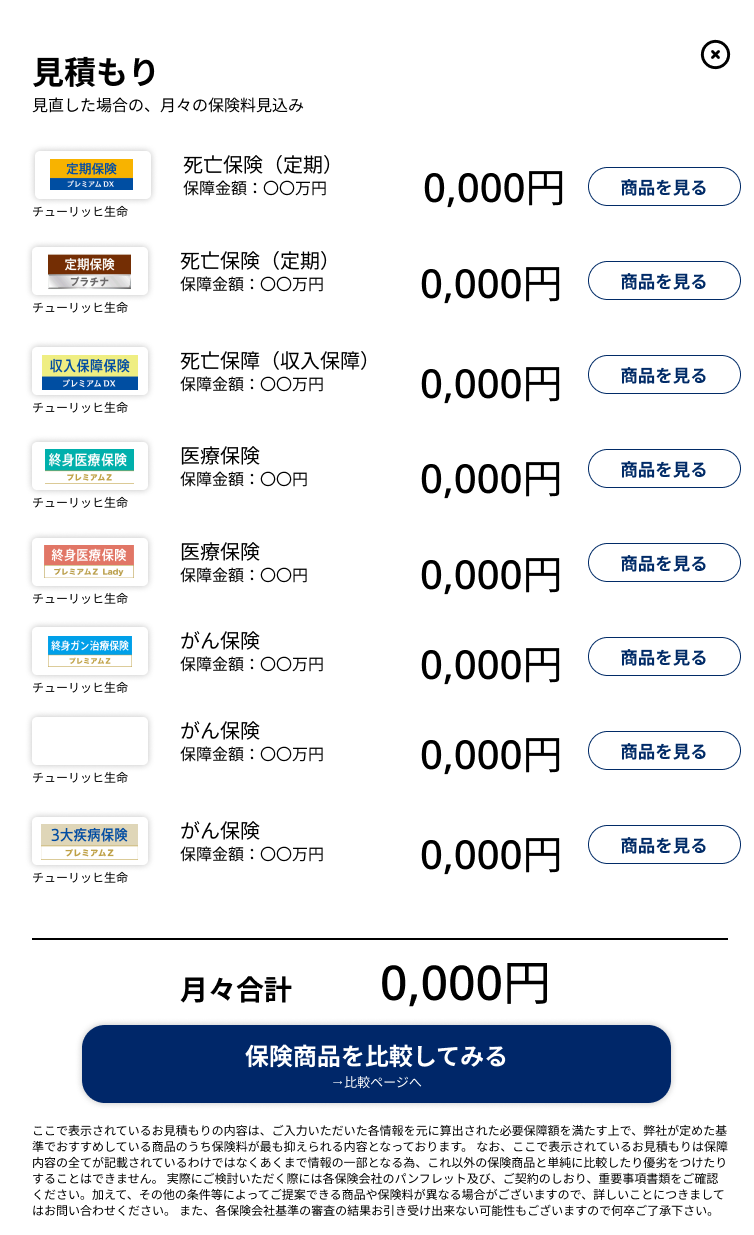 見積もり
見直した場合の、月々の保険料見込み
定期保険
プレミアムDX
チューリッヒ生命
死亡保険（定期）
保障金額：〇〇万円
0,000円
商品を見る
定期保険
プラチナ
チューリッヒ生命
死亡保険（定期）
保障金額：〇〇万円
0,000円
商品を見る
収入保障保険
プレミアムDX
チューリッヒ生命
死亡保障（収入保障）
保障金額：〇〇万円
0,000円
商品を見る
終身医療保険
プレミアムZ
チューリッヒ生命
医療保険
保障金額：〇〇円
0,000円
商品を見る
終身医療保険
プレミアムZ Lady
チューリッヒ生命
医療保険
保障金額：〇〇円
0,000円
商品を見る
終身ガン治療保険
プレミアムZ
チューリッヒ生命
がん保険
保障金額：〇〇万円
0,000円
商品を見る
チューリッヒ生命
がん保険
保障金額：〇〇万円
0,000円
商品を見る
3大疾病保険
プレミアムZ
チューリッヒ生命
がん保険
保障金額：〇〇万円
0,000円
商品を見る
月々合計
0,000円
保険商品を比較してみる
→比較ページへ
ここで表示されているお見積もりの内容は、ご入力いただいた各情報を元に算出された必要保障額を満たす上で、弊社が定めた基
準でおすすめしている商品のうち保険料が最も抑えられる内容となっております。 なお、ここで表示されているお見積もりは保障
内容の全てが記載されているわけではなくあくまで情報の一部となる為、これ以外の保険商品と単純に比較したり優劣をつけたり
することはできません。 実際にご検討いただく際には各保険会社のパンフレット及び、ご契約のしおり、重要事項書類をご確認
ください。加えて、その他の条件等によってご提案できる商品や保険料が異なる場合がございますので、詳しいことにつきまして
はお問い合わせください。 また、各保険会社基準の審査の結果お引き受け出来ない可能性もございますので何卒ご了承下さい。